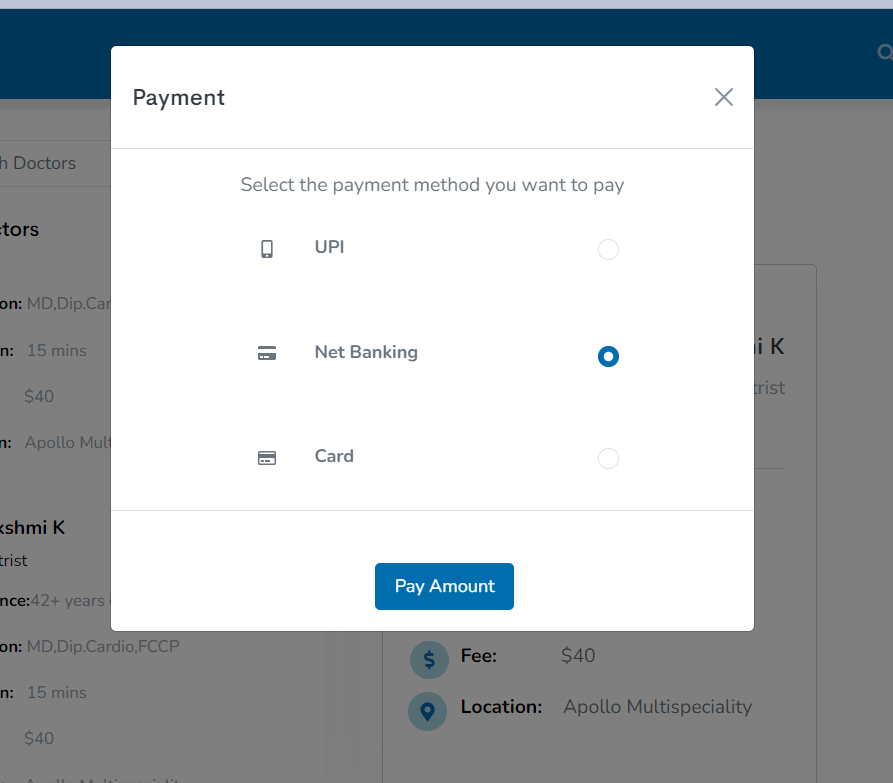 Payment
Select the payment method you want to pay
UPI
Net Banking
Card
Pay Amount
h Doctors
ctors
on: MD,Dip.Car
n: 15 mins
$40
n: Apollo Mult
kshmi K
trist
nce:42+ years
on: MD,Dip.Cardio,FCCP
n: 15 mins
$40
mi K
trist
Fee: $40
Location: Apollo Multispeciality